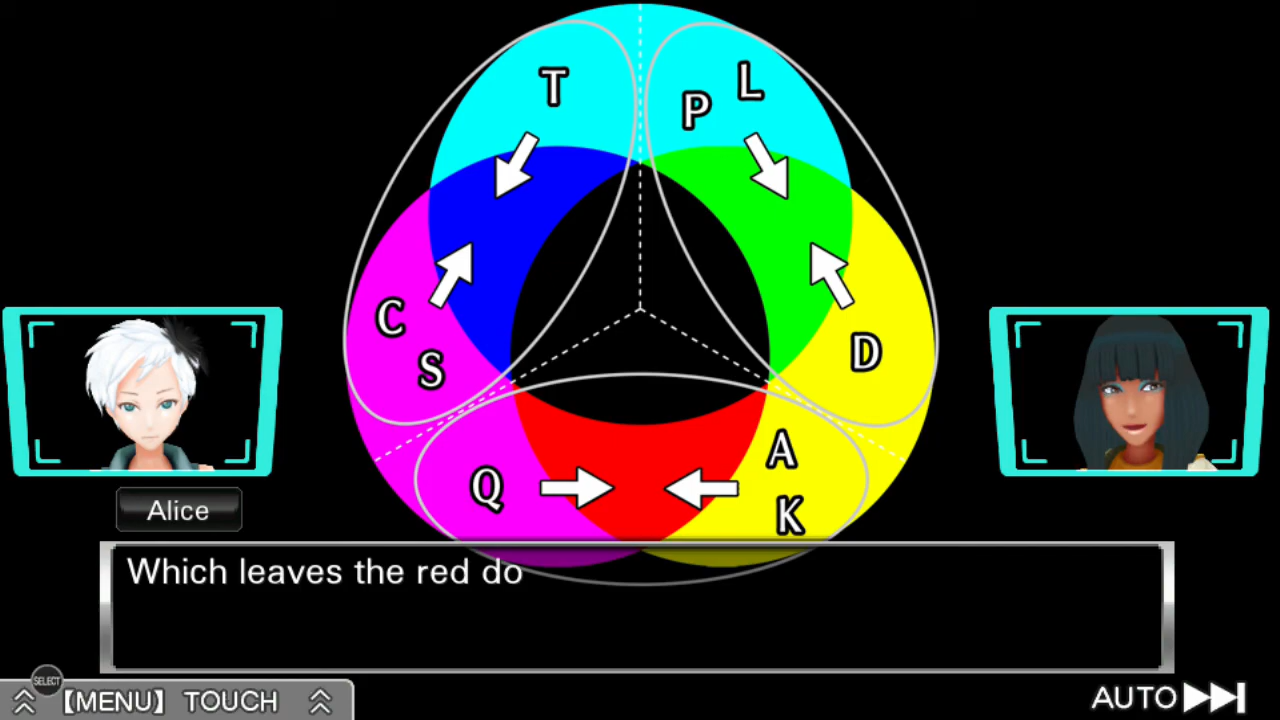 T
P L
C
S
D
Q
A
K
Alice
Which leaves the red do
SELECT
【MENU】 TOUCH
AUTO